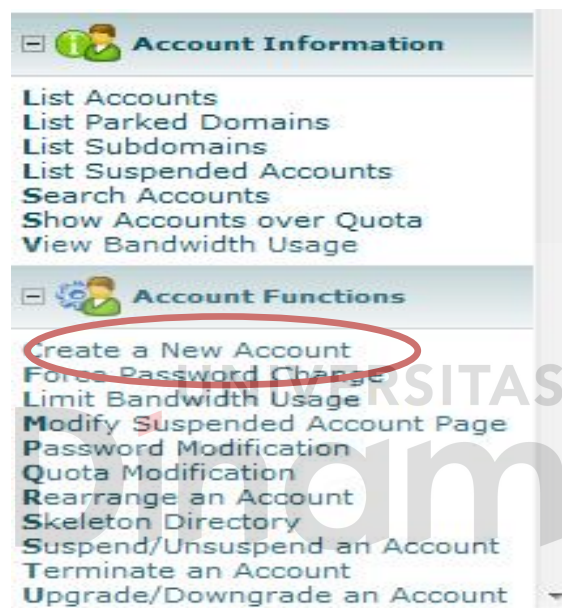 Account Information
List Accounts
List Parked Domains
List Subdomains
List Suspended Accounts
Search Accounts
Show Accounts over Quota
View Bandwidth Usage
Account Functions
Create a New Account
Force Password Change
UNIVERSITAS
Limit Bandwidth Usage
Modify Suspended Account Page
Dinam
Password Modification
Quota Modification
Rearrange an Account
Skeleton Directory
Suspend/Unsuspend an Account
Terminate an Account
Upgrade/Downgrade an Account